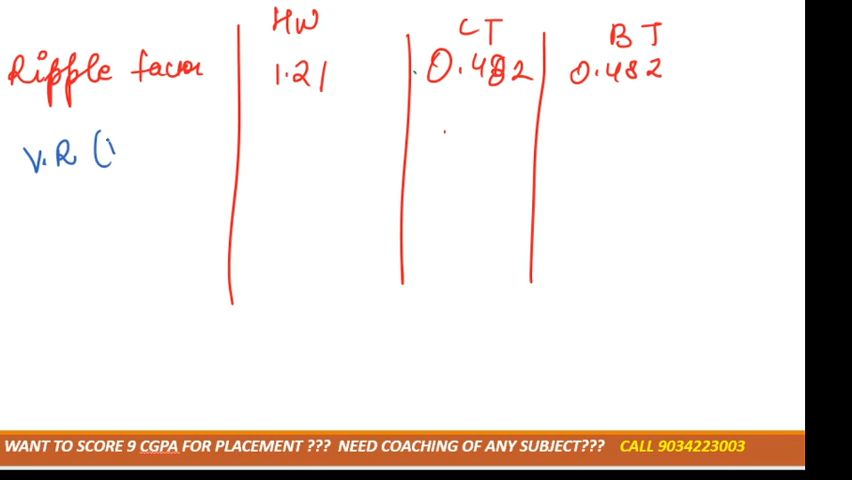 HW CT BT
Ripple factor 1.21 0.482 0.482
V.R (
WANT TO SCORE 9 CGPA FOR PLACEMENT ??? NEED COACHING OF ANY SUBJECT??? CALL 9034223003